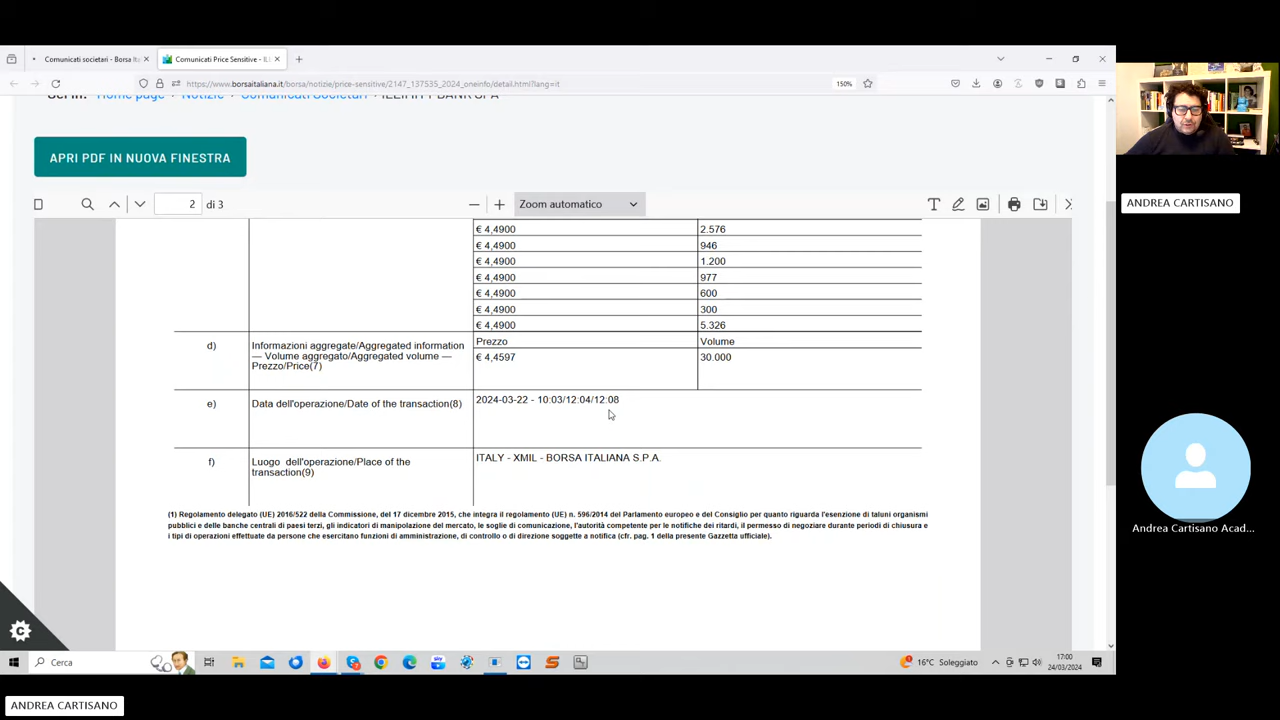 Comunicati societari - Borsa Ita
Comunicati Price Sensitive - IL
https://www.borsaitaliana.it/borsa/notizie/price-sensitive/2147_137535_2024_oneinfo/detail.html?lang=it
150%
Sei in: Home page › Notizie › Comunicati Societari › ILLIMITY BANK SPA
APRI PDF IN NUOVA FINESTRA
2 di 3
Zoom automatico
€ 4,4900 2.576
€ 4,4900 946
€ 4,4900 1.200
€ 4,4900 977
€ 4,4900 600
€ 4,4900 300
€ 4,4900 5.326
d) Informazioni aggregate/Aggregated information
— Volume aggregato/Aggregated volume —
Prezzo/Price(7)
Prezzo Volume
€ 4,4597 30.000
e) Data dell'operazione/Date of the transaction(8)
2024-03-22 - 10:03/12:04/12:08
f) Luogo dell'operazione/Place of the
transaction(9)
ITALY - XMIL - BORSA ITALIANA S.P.A.
(1) Regolamento delegato (UE) 2016/522 della Commissione, del 17 dicembre 2015, che integra il regolamento (UE) n. 596/2014 del Parlamento europeo e del Consiglio per quanto riguarda l'esenzione di taluni organismi
pubblici e delle banche centrali di paesi terzi, gli indicatori di manipolazione del mercato, le soglie di comunicazione, l'autorità competente per le notifiche dei ritardi, il permesso di negoziare durante periodi di chiusura e
i tipi di operazioni effettuate da persone che esercitano funzioni di amministrazione, di controllo o di direzione soggette a notifica (cfr. pag. 1 della presente Gazzetta ufficiale).
Cerca
16°C Soleggiato
17:00
24/03/2024
ANDREA CARTISANO
Andrea Cartisano Acad...
ANDREA CARTISANO